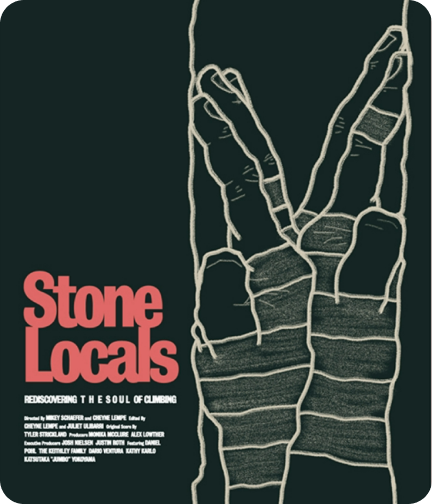 Stone
Locals
REDISCOVERING THE SOUL OF CLIMBING
Directed By MIKEY SCHAEFER and CHEYNE LEMPE Edited By
CHEYNE LEMPE and JULIET ULIBARRI Original Score By
TYLER STRICKLAND Producers MONIKA MCCLURE ALEX LOWTHER
Executive Producers JOSH NIELSEN JUSTIN ROTH Featuring DANIEL
POHL THE KEITHLEY FAMILY DARIO VENTURA KATHY KARLO
KATSUTAKA "JUMBO" YOKOYAMA